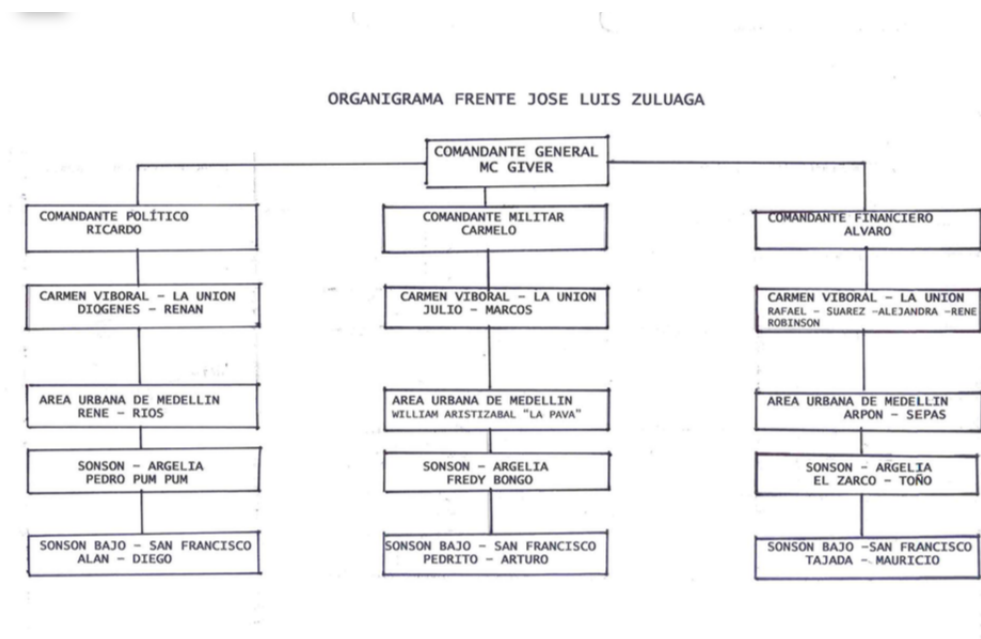 ORGANIGRAMA FRENTE JOSE LUIS ZULUAGA
COMANDANTE GENERAL
MC GIVER
COMANDANTE POLÍTICO
RICARDO
CARMEN VIBORAL – LA UNION
DIOGENES – RENAN
AREA URBANA DE MEDELLIN
RENE – RIOS
SONSON – ARGELIA
PEDRO PUM PUM
SONSON BAJO – SAN FRANCISCO
ALAN – DIEGO
COMANDANTE MILITAR
CARMELO
CARMEN VIBORAL – LA UNION
JULIO – MARCOS
AREA URBANA DE MEDELLIN
WILLIAM ARISTIZABAL "LA PAVA"
SONSON – ARGELIA
FREDY BONGO
SONSON BAJO – SAN FRANCISCO
PEDRITO – ARTURO
COMANDANTE FINANCIERO
ALVARO
CARMEN VIBORAL – LA UNION
RAFAEL – SUAREZ –ALEJANDRA –RENE
ROBINSON
AREA URBANA DE MEDELLIN
ARPON – SEPAS
SONSON – ARGELIA
EL ZARCO – TOÑO
SONSON BAJO –SAN FRANCISCO
TAJADA – MAURICIO